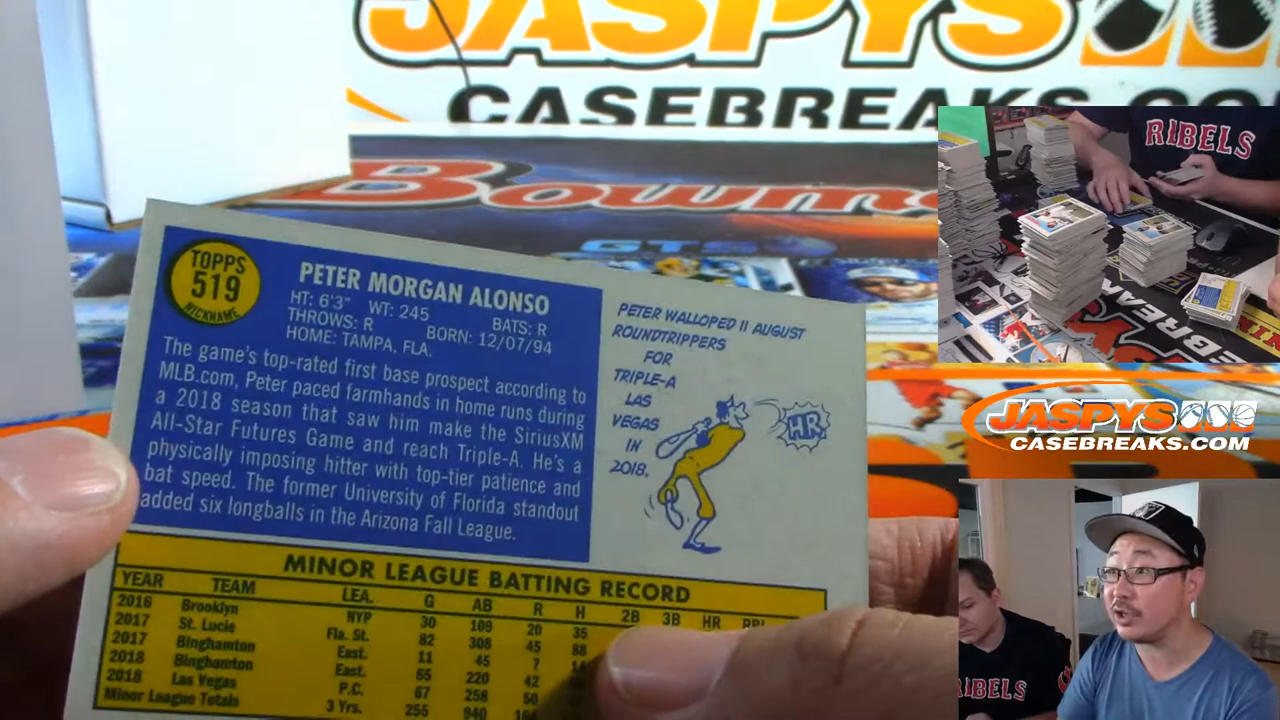 JASPYS
CASEBREAKS.CO
Bowm
GTS
TOPPS
519
NICKNAME
PETER MORGAN ALONSO
HT: 6'3" WT: 245 BATS: R
THROWS: R BORN: 12/07/94
HOME: TAMPA, FLA.
The game's top-rated first base prospect according to
MLB.com, Peter paced farmhands in home runs during
a 2018 season that saw him make the SiriusXM
All-Star Futures Game and reach Triple-A. He's a
physically imposing hitter with top-tier patience and
bat speed. The former University of Florida standout
added six longballs in the Arizona Fall League.
PETER WALLOPED 11 AUGUST
ROUNDTRIPPERS
FOR
TRIPLE-A
LAS
VEGAS
IN
2018.
HR!
MINOR LEAGUE BATTING RECORD
YEAR TEAM LEA. G AB R H 2B 3B HR RBI
2016 Brooklyn NYP 30 109 20 35
2017 St. Lucie Fla. St. 82 308 45 88
2017 Binghamton East. 11 45 7
2018 Binghamton East. 65 220 42
2018 Las Vegas P.C. 67 258 50
Minor League Totals 3 Yrs. 255 940
REBELS
EBREAK
JASPYS
CASEBREAKS.COM
RIBELS